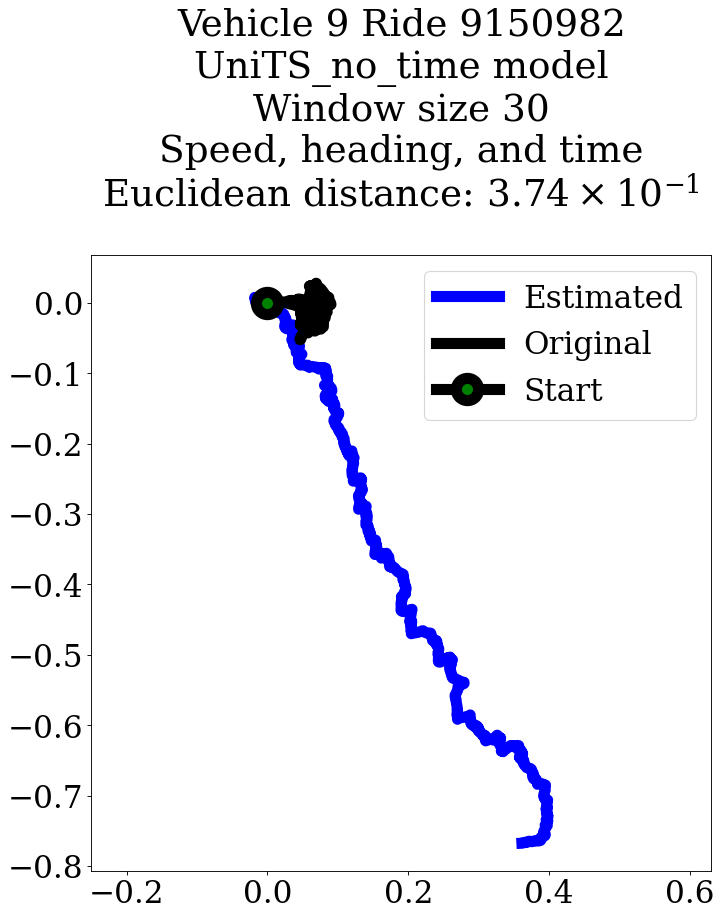 Vehicle 9 Ride 9150982
UniTS_no_time model
Window size 30
Speed, heading, and time
Euclidean distance: 3.74 × 10⁻¹
Estimated
Original
Start
0.0
−0.1
−0.2
−0.3
−0.4
−0.5
−0.6
−0.7
−0.8
−0.2
0.0
0.2
0.4
0.6